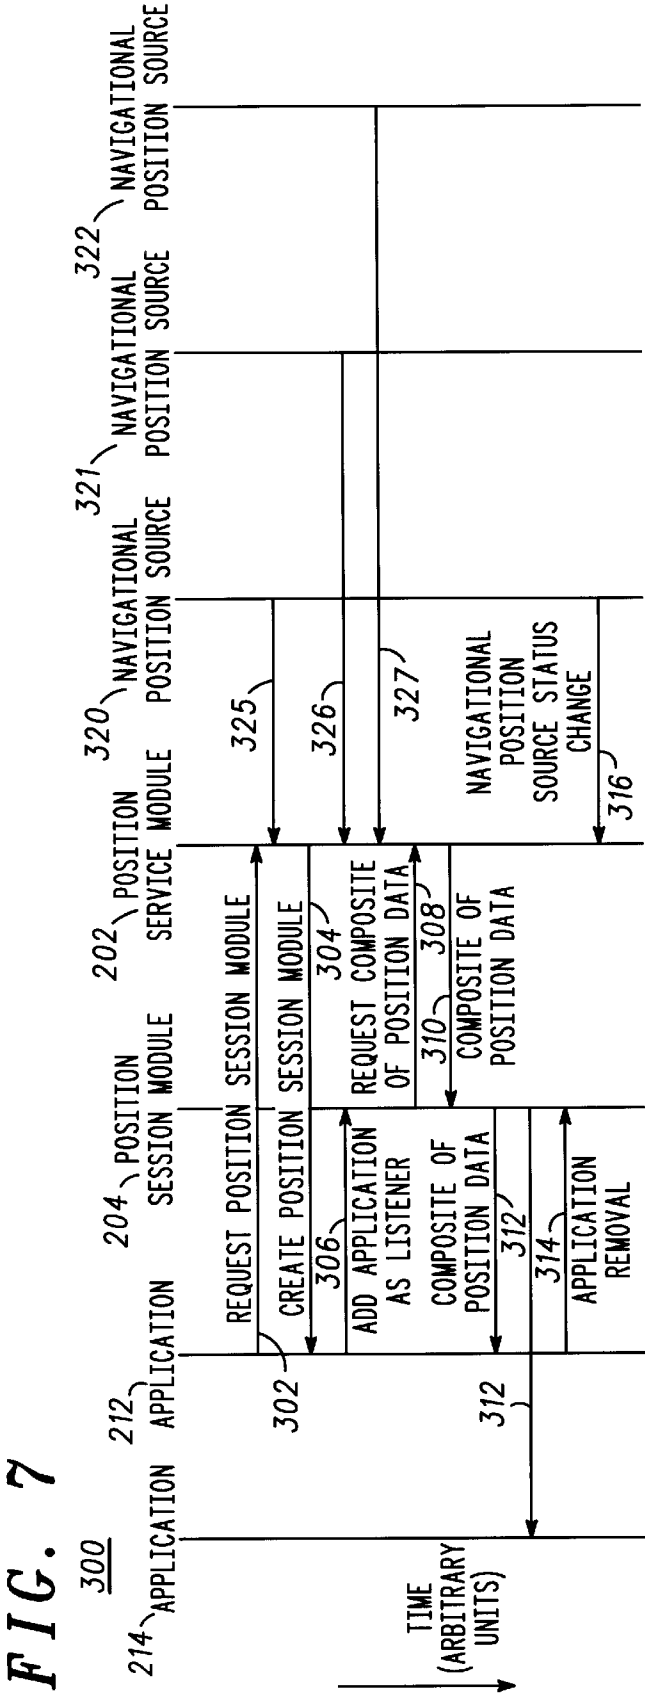 FIG. 7
300
214
APPLICATION
212
APPLICATION
204
POSITION
SESSION MODULE
202
POSITION
SERVICE MODULE
320
NAVIGATIONAL
POSITION SOURCE
321
NAVIGATIONAL
POSITION SOURCE
322
NAVIGATIONAL
POSITION SOURCE
REQUEST POSITION SESSION MODULE
302
325
CREATE POSITION SESSION MODULE
304
306
ADD APPLICATION
AS LISTENER
326
327
REQUEST COMPOSITE
OF POSITION DATA
308
310
COMPOSITE OF
POSITION DATA
COMPOSITE OF
POSITION DATA
312
312
314
APPLICATION
REMOVAL
NAVIGATIONAL
POSITION
SOURCE STATUS
CHANGE
316
TIME
(ARBITRARY
UNITS)